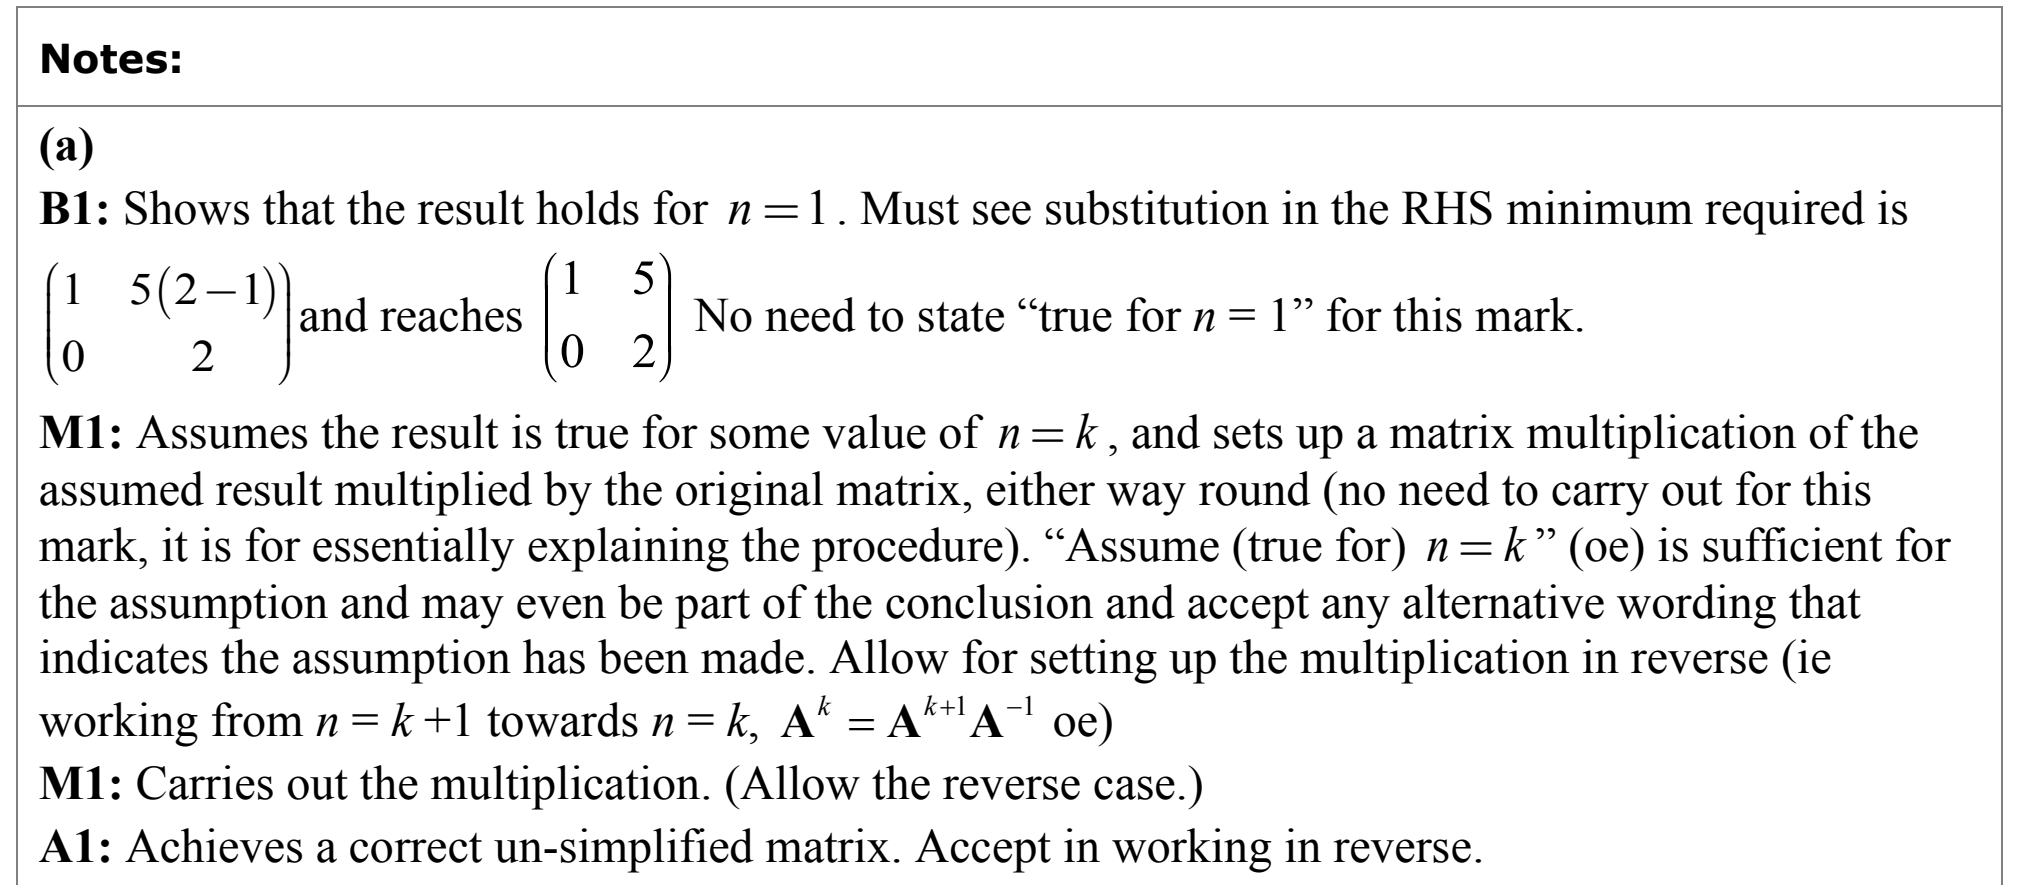 Notes:
(a)
B1: Shows that the result holds for n = 1. Must see substitution in the RHS minimum required is
(1 5(2−1) / 0 2) and reaches (1 5 / 0 2) No need to state “true for n = 1” for this mark.
M1: Assumes the result is true for some value of n = k, and sets up a matrix multiplication of the
assumed result multiplied by the original matrix, either way round (no need to carry out for this
mark, it is for essentially explaining the procedure). “Assume (true for) n = k” (oe) is sufficient for
the assumption and may even be part of the conclusion and accept any alternative wording that
indicates the assumption has been made. Allow for setting up the multiplication in reverse (ie
working from n = k +1 towards n = k, A^k = A^{k+1}A^{−1} oe)
M1: Carries out the multiplication. (Allow the reverse case.)
A1: Achieves a correct un-simplified matrix. Accept in working in reverse.